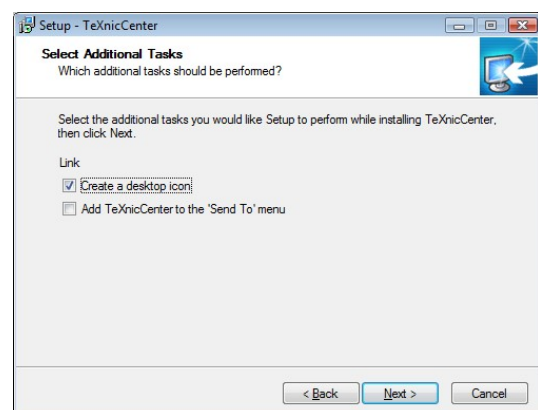 Setup - TeXnicCenter
Select Additional Tasks
Which additional tasks should be performed?
Select the additional tasks you would like Setup to perform while installing TeXnicCenter,
then click Next.
Link
Create a desktop icon
Add TeXnicCenter to the 'Send To' menu
< Back Next > Cancel